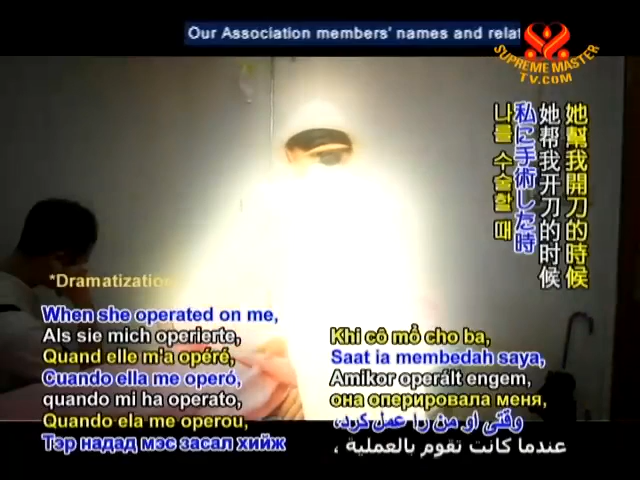 Our Association members' names and relat
SUPREME MASTER
TV.COM
她幫我開刀的時候
她帮我开刀的时候
私に手術した時
나를 수술할 때
*Dramatization
When she operated on me,
Als sie mich operierte,
Quand elle m'a opéré,
Cuando ella me operó,
quando mi ha operato,
Quando ela me operou,
Тэр надад мэс засал хийж
Khi cô mổ cho ba,
Saat ia membedah saya,
Amikor operált engem,
она оперировала меня,
وقتی او من را عمل کرد،
عندما كانت تقوم بالعملية ،